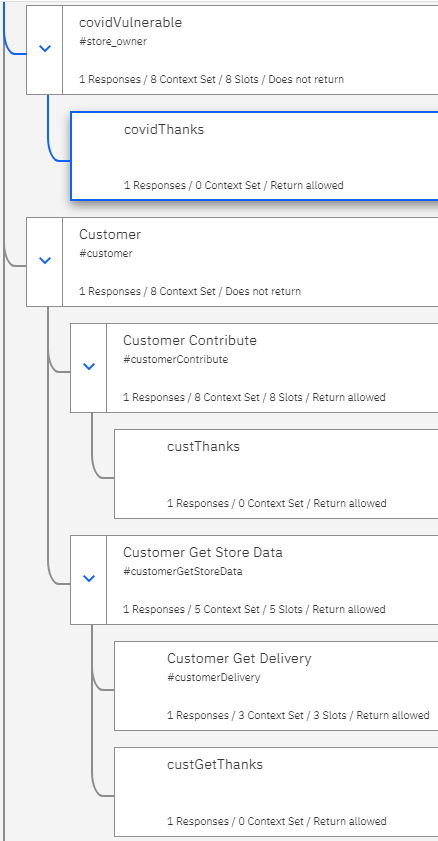 covidVulnerable
#store_owner
1 Responses / 8 Context Set / 8 Slots / Does not return
covidThanks
1 Responses / 0 Context Set / Return allowed
Customer
#customer
1 Responses / 8 Context Set / Does not return
Customer Contribute
#customerContribute
1 Responses / 8 Context Set / 8 Slots / Return allowed
custThanks
1 Responses / 0 Context Set / Return allowed
Customer Get Store Data
#customerGetStoreData
1 Responses / 5 Context Set / 5 Slots / Return allowed
Customer Get Delivery
#customerDelivery
1 Responses / 3 Context Set / 3 Slots / Return allowed
custGetThanks
1 Responses / 0 Context Set / Return allowed